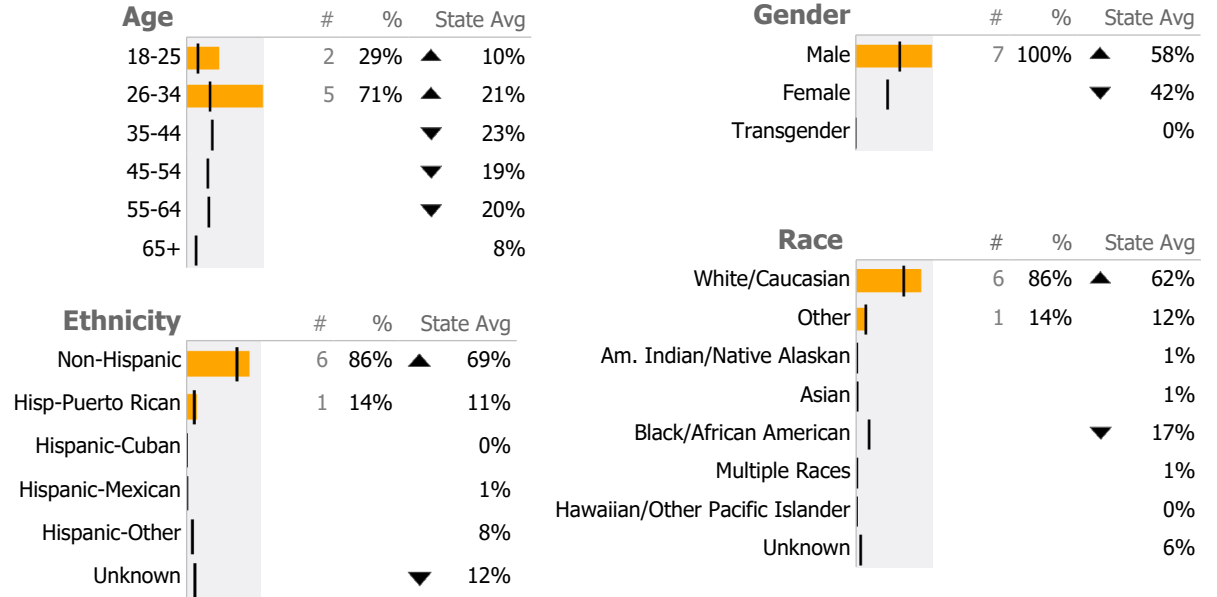 Age # % State Avg
18-25 2 29% ▲ 10%
26-34 5 71% ▲ 21%
35-44 ▼ 23%
45-54 ▼ 19%
55-64 ▼ 20%
65+ 8%
Ethnicity # % State Avg
Non-Hispanic 6 86% ▲ 69%
Hisp-Puerto Rican 1 14% 11%
Hispanic-Cuban 0%
Hispanic-Mexican 1%
Hispanic-Other 8%
Unknown ▼ 12%
Gender # % State Avg
Male 7 100% ▲ 58%
Female ▼ 42%
Transgender 0%
Race # % State Avg
White/Caucasian 6 86% ▲ 62%
Other 1 14% 12%
Am. Indian/Native Alaskan 1%
Asian 1%
Black/African American ▼ 17%
Multiple Races 1%
Hawaiian/Other Pacific Islander 0%
Unknown 6%